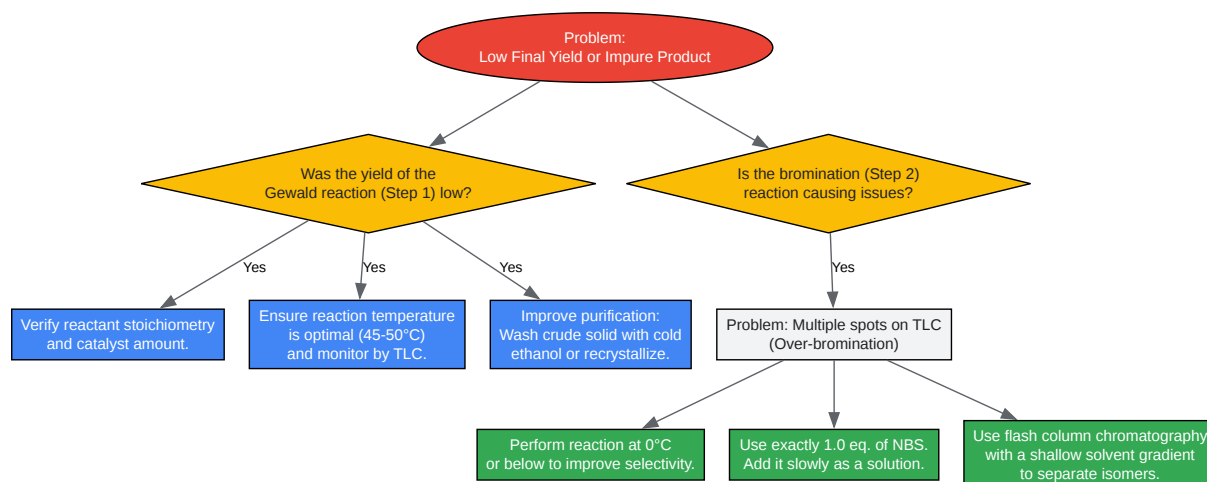 Problem:
Low Final Yield or Impure Product
Was the yield of the
Gewald reaction (Step 1) low?
Is the bromination (Step 2)
reaction causing issues?
Yes
Yes
Yes
Yes
Verify reactant stoichiometry
and catalyst amount.
Ensure reaction temperature
is optimal (45-50°C)
and monitor by TLC.
Improve purification:
Wash crude solid with cold
ethanol or recrystallize.
Problem: Multiple spots on TLC
(Over-bromination)
Perform reaction at 0°C
or below to improve selectivity.
Use exactly 1.0 eq. of NBS.
Add it slowly as a solution.
Use flash column chromatography
with a shallow solvent gradient
to separate isomers.